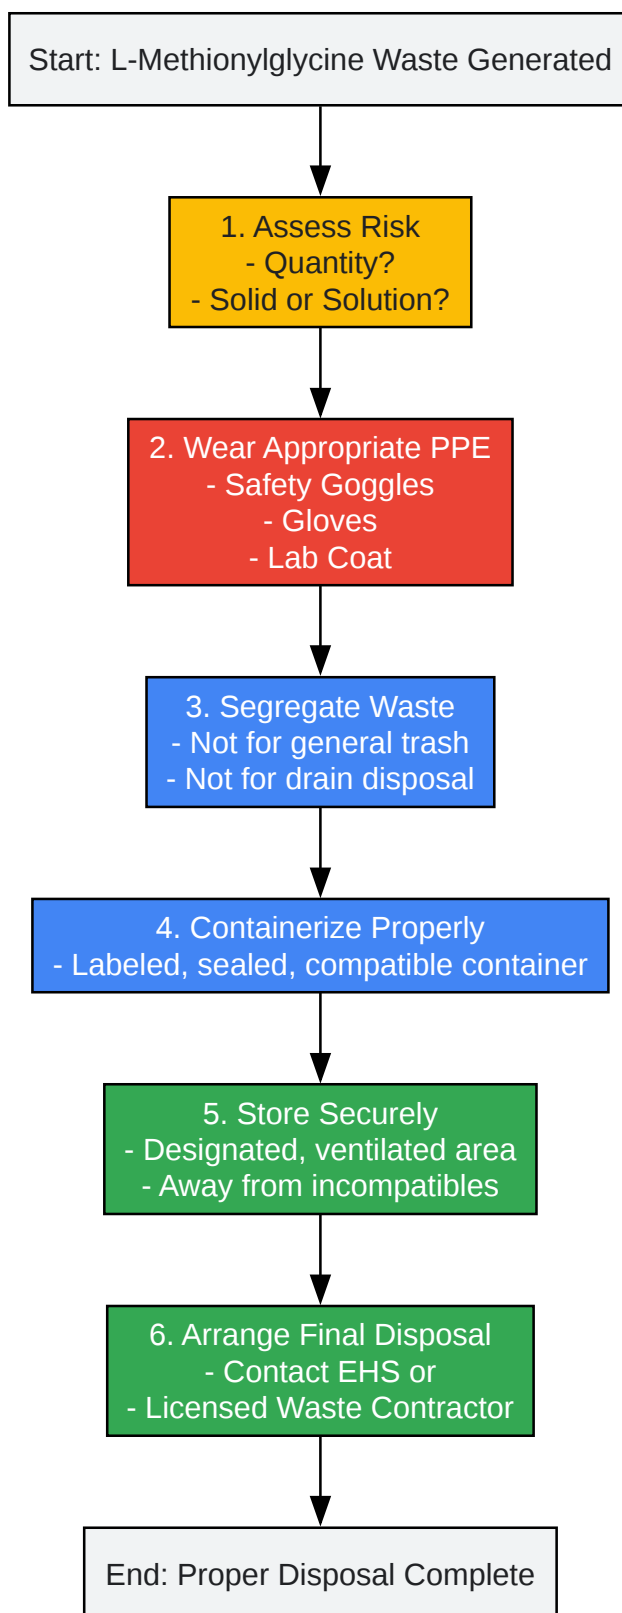 Start: L-Methionylglycine Waste Generated
1. Assess Risk
- Quantity?
- Solid or Solution?
2. Wear Appropriate PPE
- Safety Goggles
- Gloves
- Lab Coat
3. Segregate Waste
- Not for general trash
- Not for drain disposal
4. Containerize Properly
- Labeled, sealed, compatible container
5. Store Securely
- Designated, ventilated area
- Away from incompatibles
6. Arrange Final Disposal
- Contact EHS or
- Licensed Waste Contractor
End: Proper Disposal Complete